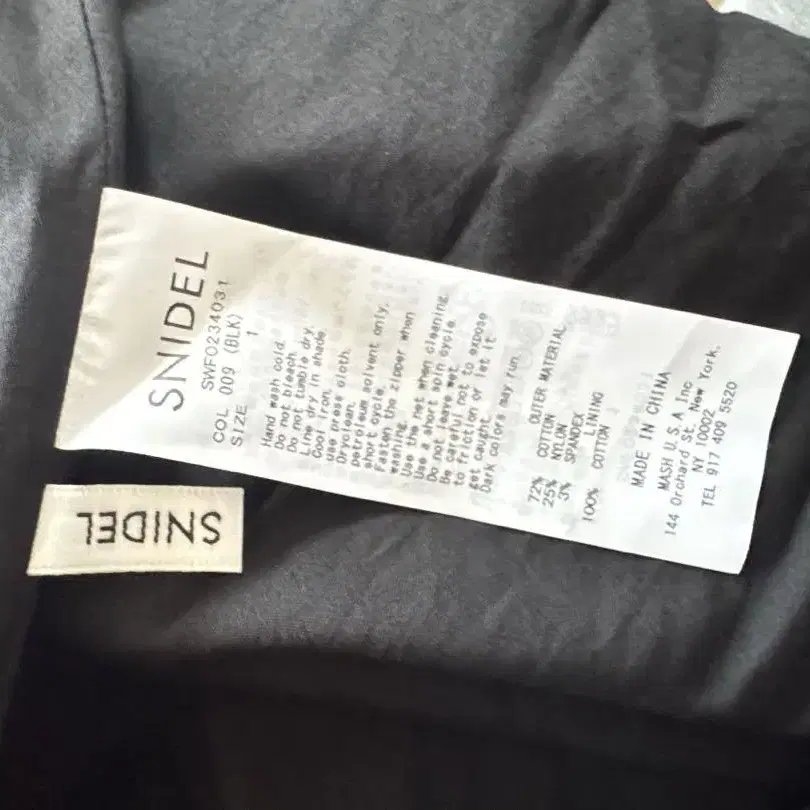 SNIDEL
SWFO234031
COL 009 (BLK)
SIZE 1
Hand wash cold.
Do not bleach.
Do not tumble dry.
Line dry in shade.
Cool iron.
use press cloth.
Dryclean.
petroleum solvent only.
short cycle.
Fasten the zipper when
washing.
Use the net when cleaning.
Use a short spin cycle.
Do not leave wet.
Be careful not to expose
to friction or let it
get caught.
Dark colors may run.
OUTER MATERIAL
72% COTTON
25% NYLON
3% SPANDEX
LINING
100% COTTON
MADE IN CHINA
MASH U.S.A Inc
144 Orchard St, New York,
NY 10002
TEL 917 409 5520
SNIDEL